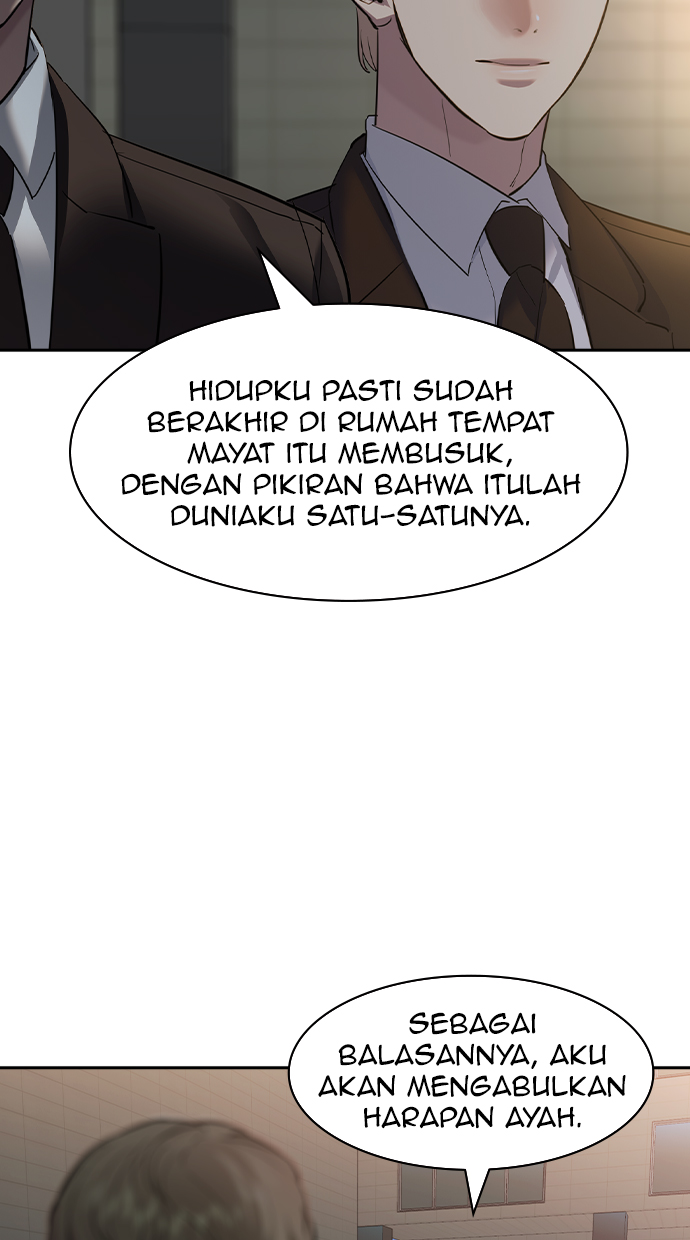 HIDUPKU PASTI SUDAH
BERAKHIR DI RUMAH TEMPAT
MAYAT ITU MEMBUSUK,
DENGAN PIKIRAN BAHWA ITULAH
DUNIAKU SATU-SATUNYA.
SEBAGAI
BALASANNYA, AKU
AKAN MENGABULKAN
HARAPAN AYAH.